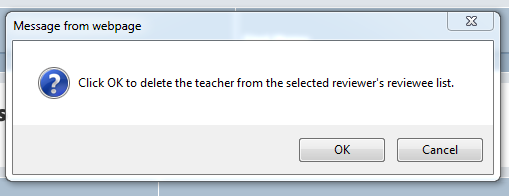 Message from webpage
Click OK to delete the teacher from the selected reviewer's reviewee list.
OK
Cancel